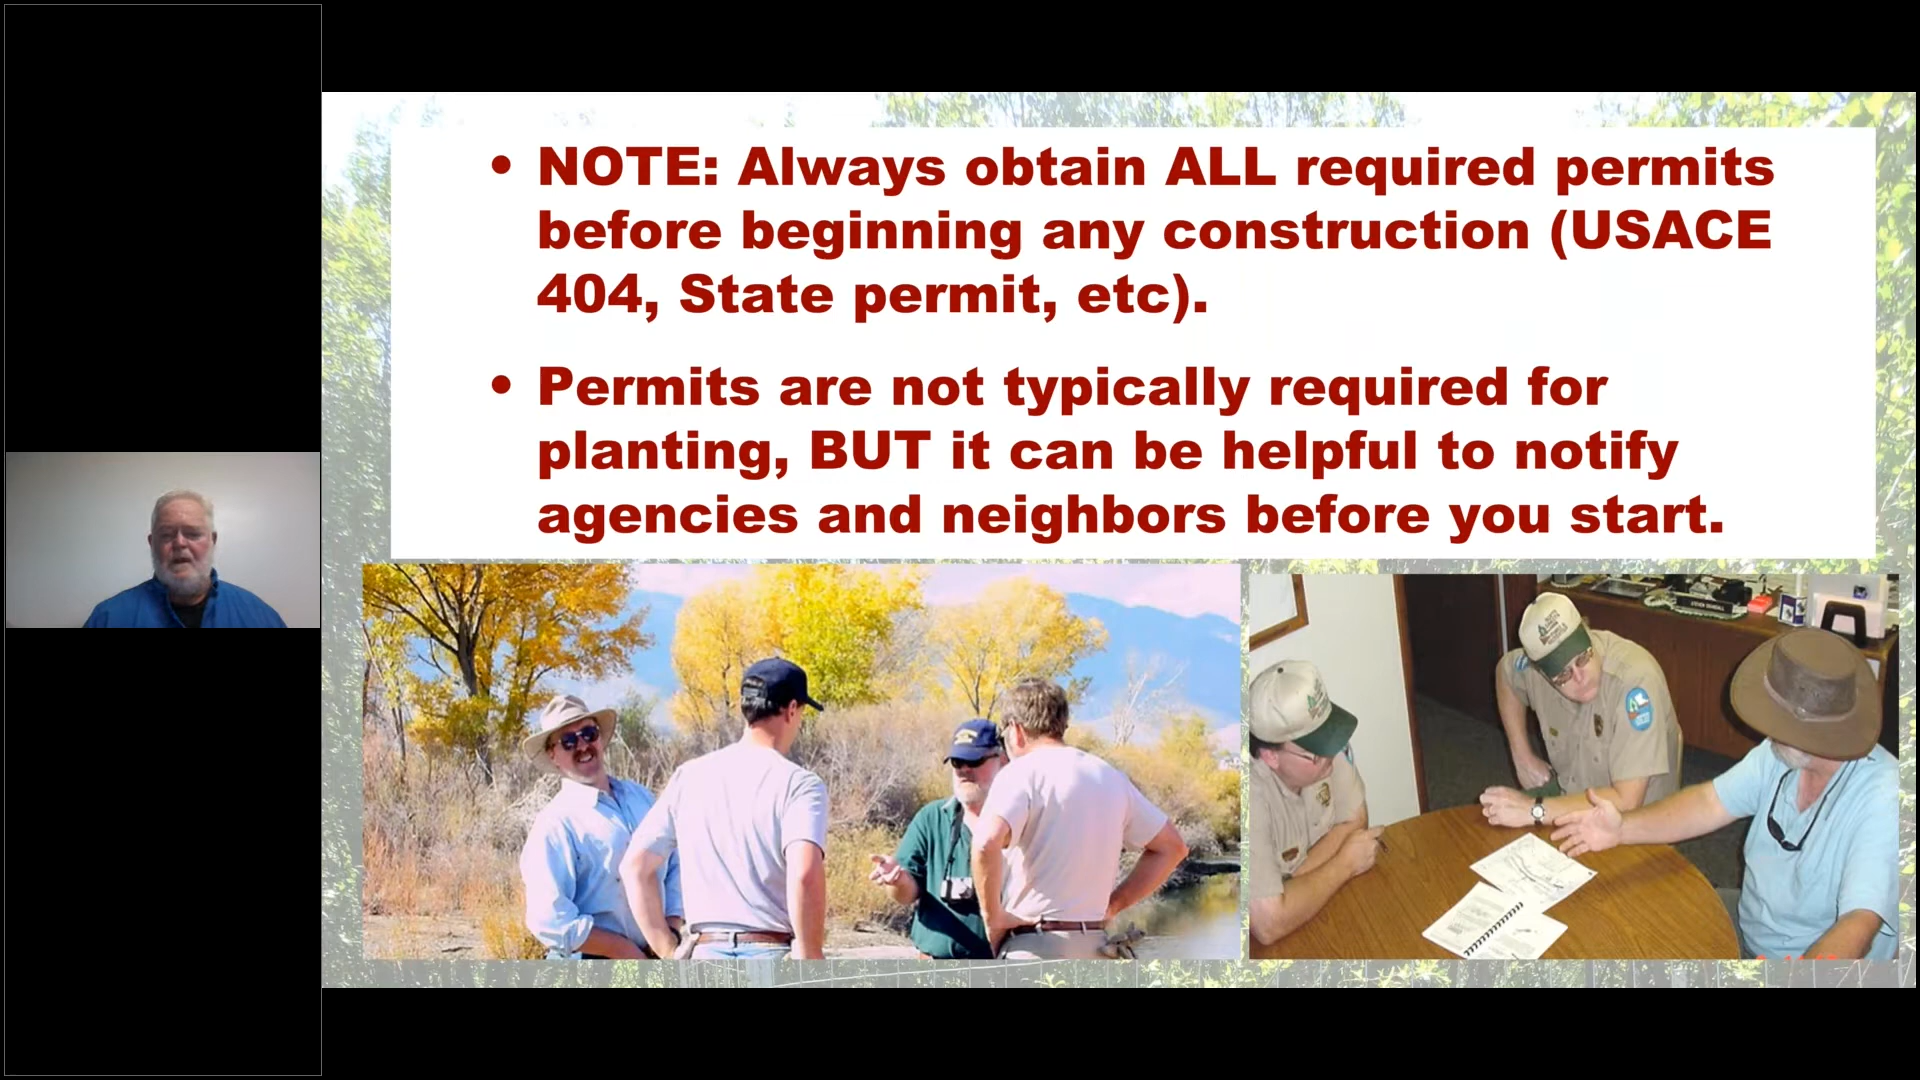 • NOTE: Always obtain ALL required permits
before beginning any construction (USACE
404, State permit, etc).
• Permits are not typically required for
planting, BUT it can be helpful to notify
agencies and neighbors before you start.